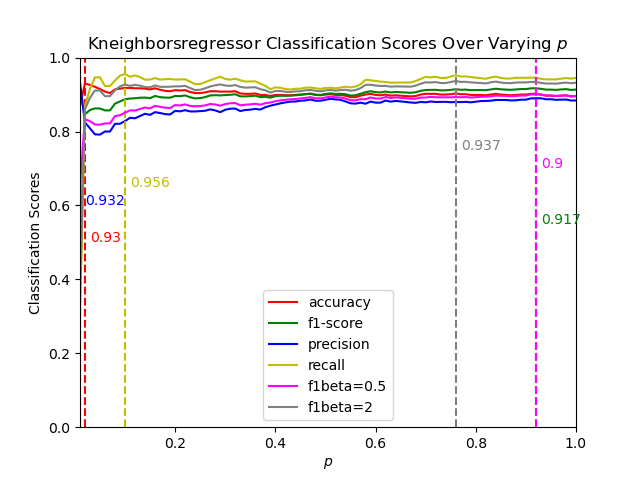 Kneighborsregressor Classification Scores Over Varying p
1.0
0.8
0.6
0.4
0.2
0.0
Classification Scores
0.937
0.9
0.956
0.932
0.917
0.93
accuracy
f1-score
precision
recall
f1beta=0.5
f1beta=2
0.2 0.4 0.6 0.8 1.0
p